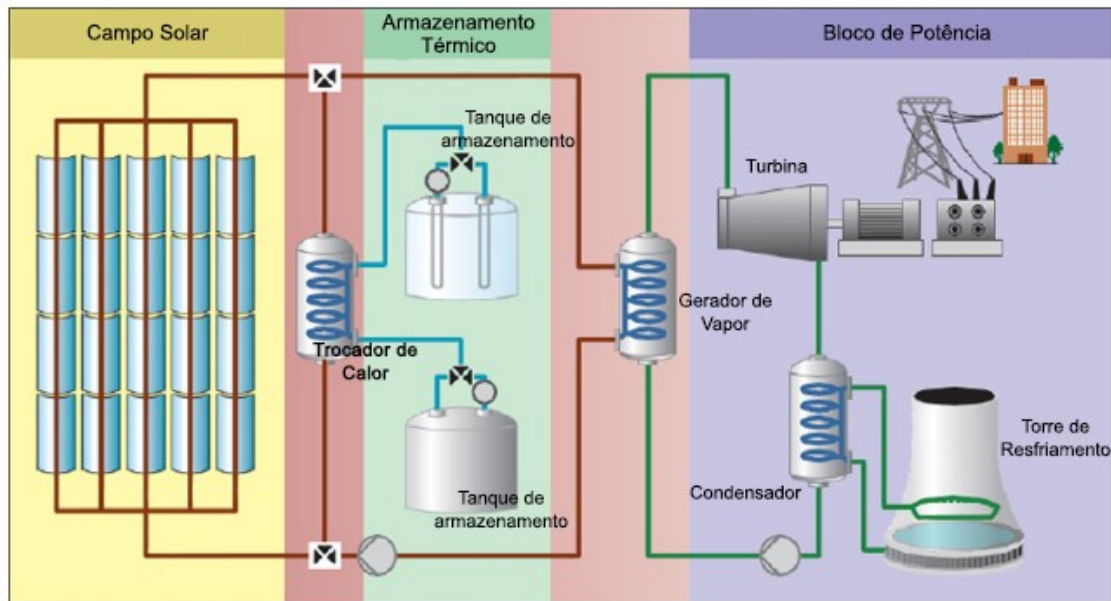 Campo Solar
Armazenamento
Térmico
Bloco de Potência
Tanque de
armazenamento
Turbina
Trocador de
Calor
Gerador de
Vapor
Tanque de
armazenamento
Condensador
Torre de
Resfriamento